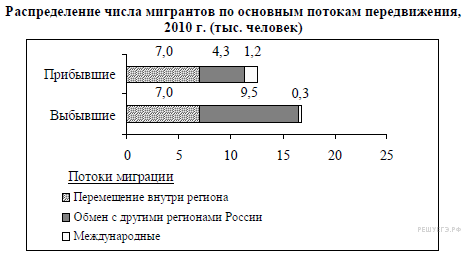 Распределение числа мигрантов по основным потокам передвижения,
2010 г. (тыс. человек)
7,0 4,3 1,2
Прибывшие
7,0 9,5 0,3
Выбывшие
0 5 10 15 20 25
Потоки миграции
Перемещение внутри региона
Обмен с другими регионами России
Международные
РЕШУЕГЭ.РФ